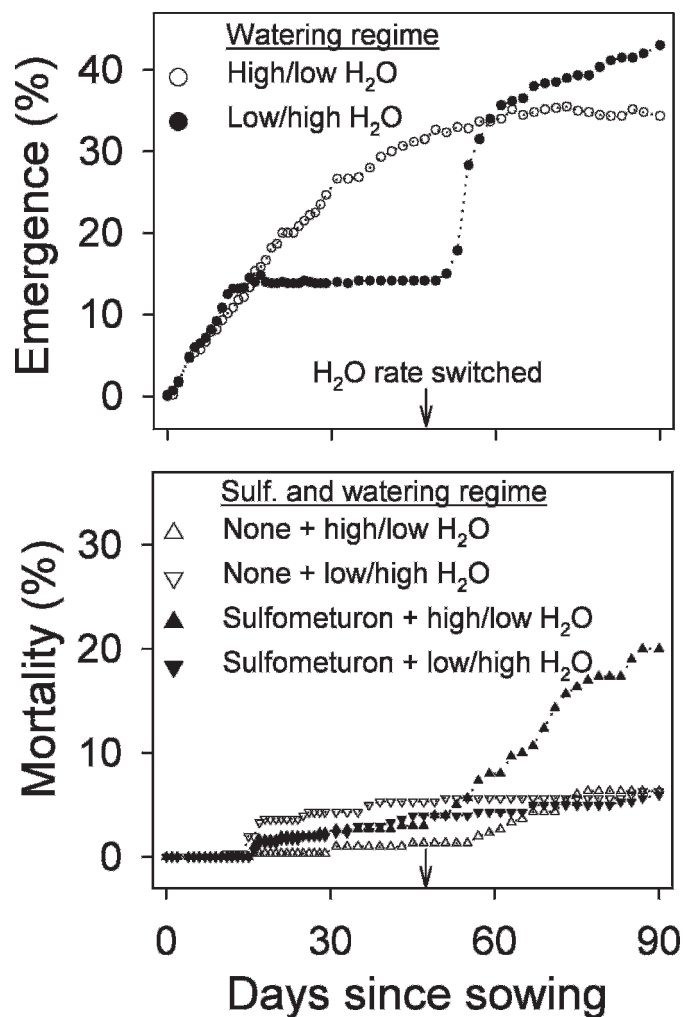 Watering regime
High/low H₂O
Low/high H₂O
Emergence (%)
40
30
20
10
0
H₂O rate switched
Sulf. and watering regime
None + high/low H₂O
None + low/high H₂O
Sulfometuron + high/low H₂O
Sulfometuron + low/high H₂O
Mortality (%)
30
20
10
0
0 30 60 90
Days since sowing